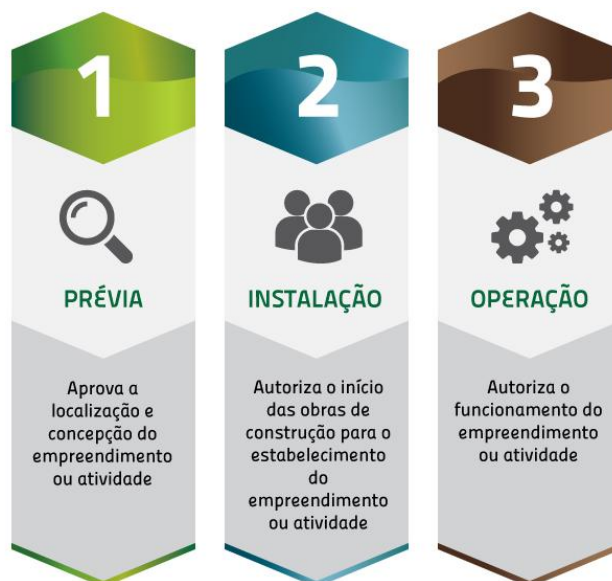 1
PRÉVIA
Aprova a
localização e
concepção do
empreendimento
ou atividade
2
INSTALAÇÃO
Autoriza o início
das obras de
construção para o
estabelecimento
do
empreendimento
ou atividade
3
OPERAÇÃO
Autoriza o
funcionamento do
empreendimento
ou atividade